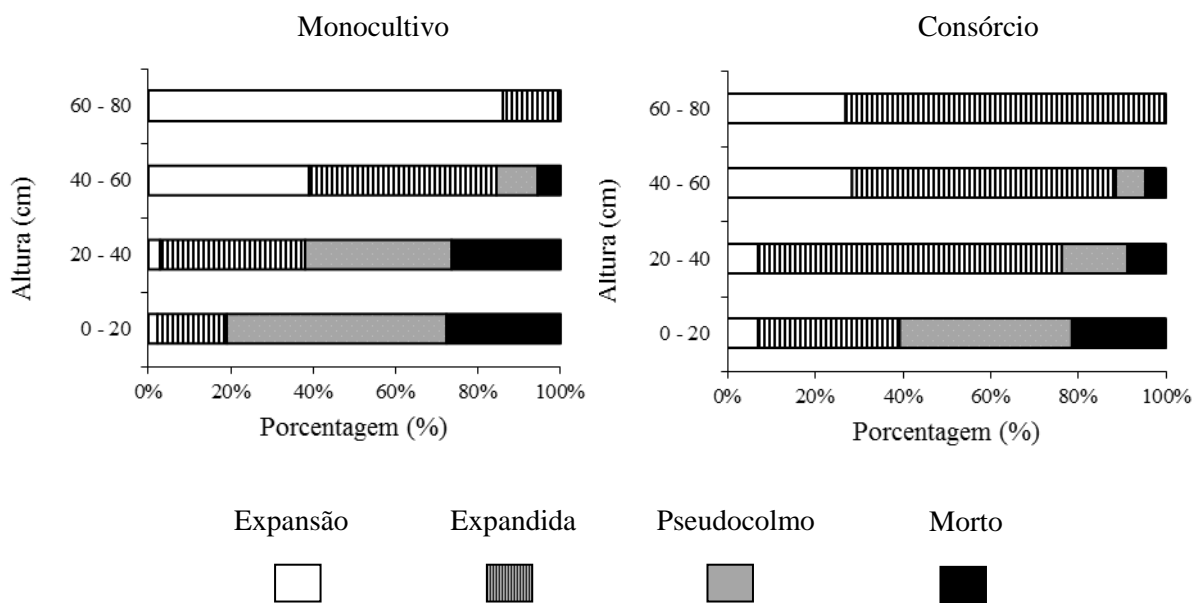 Monocultivo
60 - 80
40 - 60
20 - 40
0 - 20
Altura (cm)
0% 20% 40% 60% 80% 100%
Porcentagem (%)
Consórcio
60 - 80
40 - 60
20 - 40
0 - 20
Altura (cm)
0% 20% 40% 60% 80% 100%
Porcentagem (%)
Expansão Expandida Pseudocolmo Morto